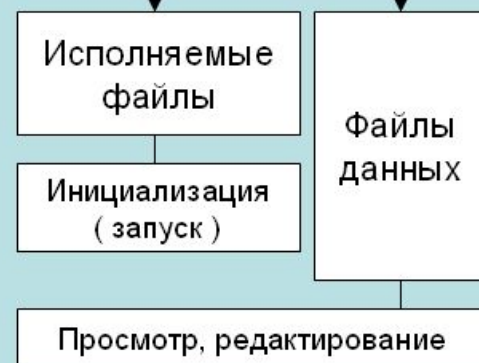 Исполняемые
файлы
Файлы
данных
Инициализация
( запуск )
Просмотр, редактирование